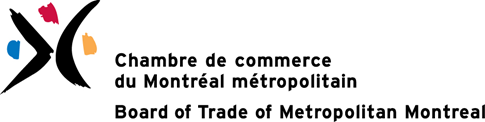 Chambre de commerce
du Montréal métropolitain
Board of Trade of Metropolitan Montreal